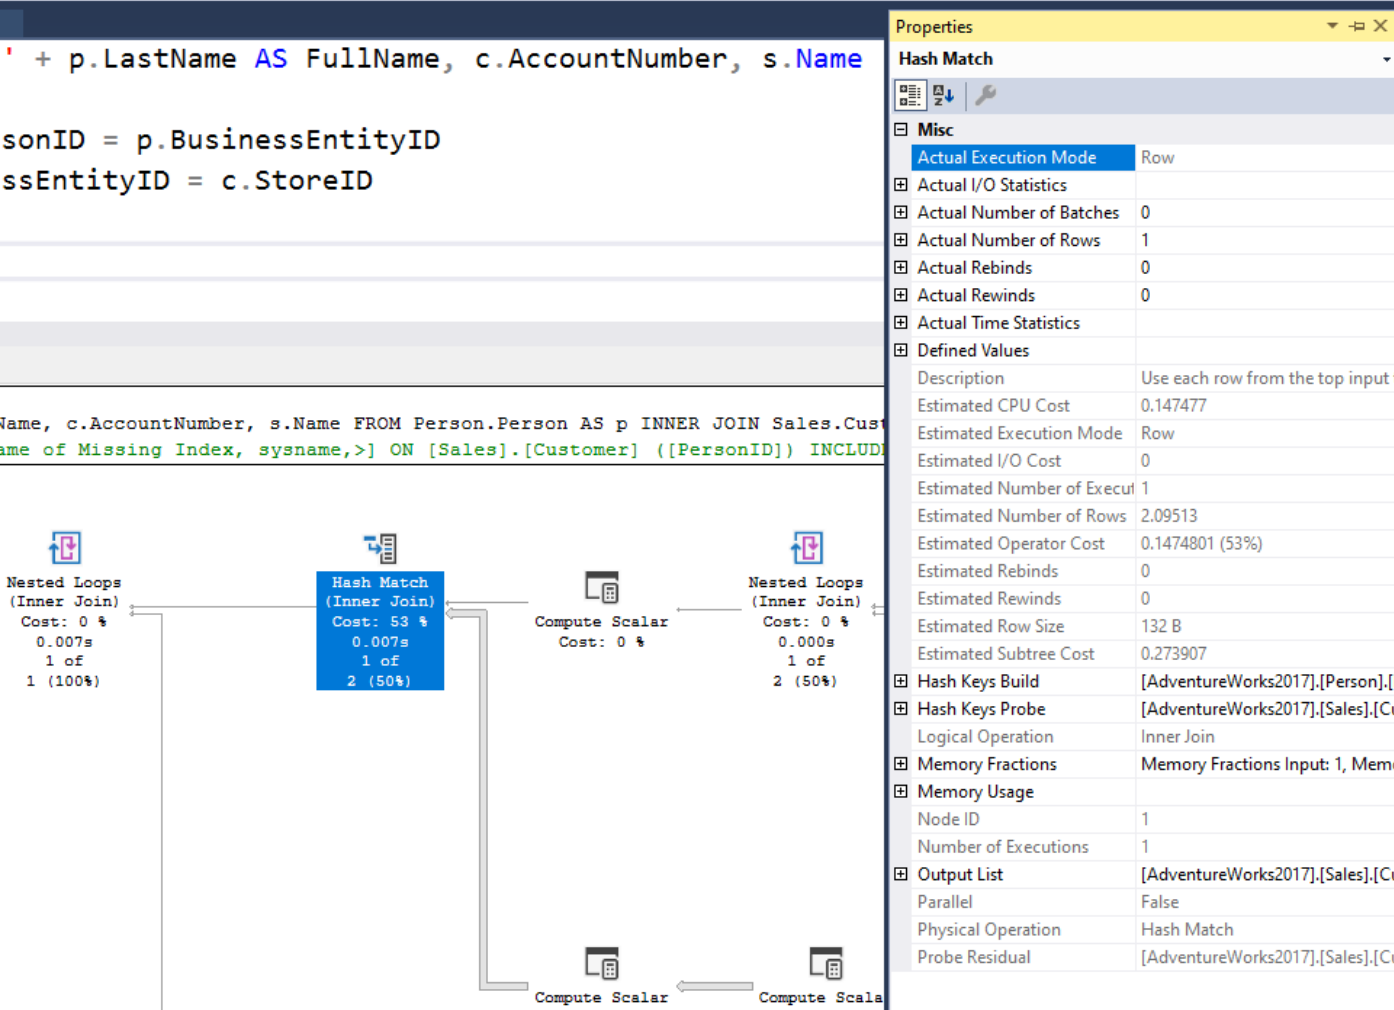 ' + p.LastName AS FullName, c.AccountNumber, s.Name
sonID = p.BusinessEntityID
ssEntityID = c.StoreID
Name, c.AccountNumber, s.Name FROM Person.Person AS p INNER JOIN Sales.Cust
ame of Missing Index, sysname,>] ON [Sales].[Customer] ([PersonID]) INCLUD
Nested Loops
(Inner Join)
Cost: 0 %
0.007s
1 of
1 (100%)
Hash Match
(Inner Join)
Cost: 53 %
0.007s
1 of
2 (50%)
Compute Scalar
Cost: 0 %
Nested Loops
(Inner Join)
Cost: 0 %
0.000s
1 of
2 (50%)
Compute Scalar
Compute Scala
Properties
Hash Match
Misc
Actual Execution Mode Row
Actual I/O Statistics
Actual Number of Batches 0
Actual Number of Rows 1
Actual Rebinds 0
Actual Rewinds 0
Actual Time Statistics
Defined Values
Description Use each row from the top input
Estimated CPU Cost 0.147477
Estimated Execution Mode Row
Estimated I/O Cost 0
Estimated Number of Execut 1
Estimated Number of Rows 2.09513
Estimated Operator Cost 0.1474801 (53%)
Estimated Rebinds 0
Estimated Rewinds 0
Estimated Row Size 132 B
Estimated Subtree Cost 0.273907
Hash Keys Build [AdventureWorks2017].[Person].[
Hash Keys Probe [AdventureWorks2017].[Sales].[Cu
Logical Operation Inner Join
Memory Fractions Memory Fractions Input: 1, Mem
Memory Usage
Node ID 1
Number of Executions 1
Output List [AdventureWorks2017].[Sales].[Cu
Parallel False
Physical Operation Hash Match
Probe Residual [AdventureWorks2017].[Sales].[Cu